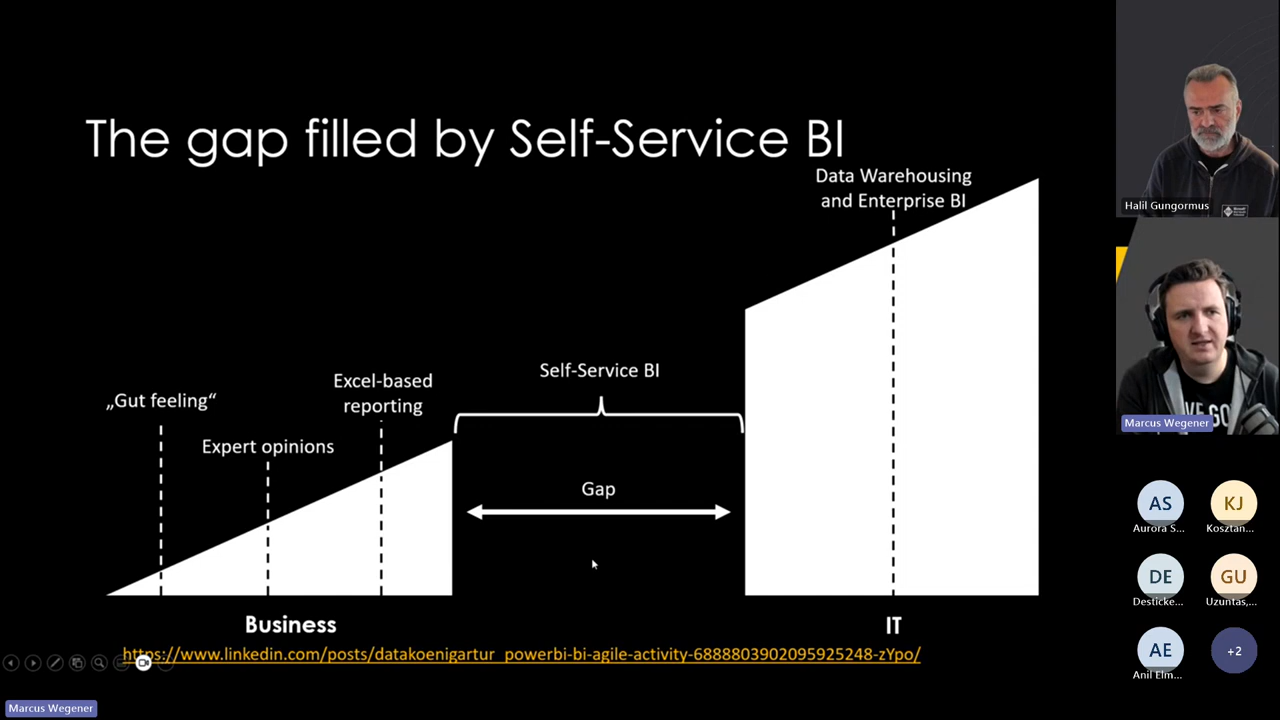 The gap filled by Self-Service BI
Data Warehousing
and Enterprise BI
Self-Service BI
Excel-based
reporting
„Gut feeling“
Expert opinions
Gap
Business
IT
https://www.linkedin.com/posts/datakoenigartur_powerbi-bi-agile-activity-6888803902095925248-zYpo/
Marcus Wegener
Halil Gungormus
Marcus Wegener
AS
Aurora S...
KJ
Kosztan...
DE
Desticke...
GU
Uzuntas,...
AE
Anil Elm...
+2